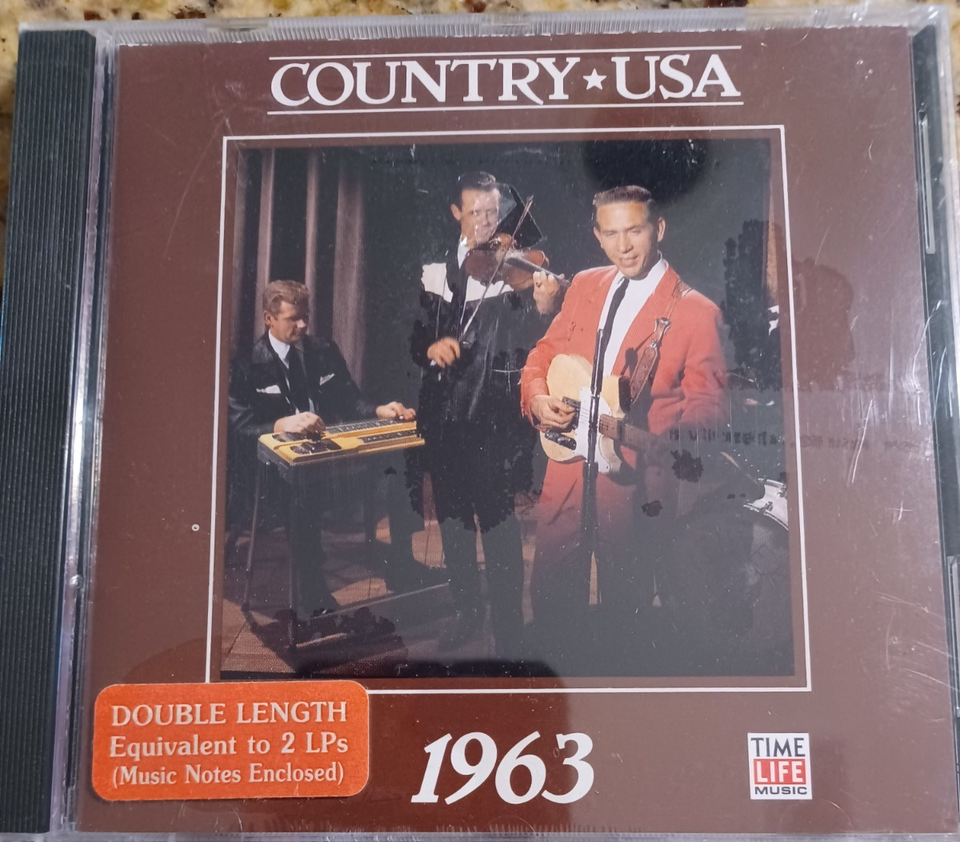 COUNTRY★USA
DOUBLE LENGTH
Equivalent to 2 LPs
(Music Notes Enclosed)
1963
TIME
LIFE
MUSIC